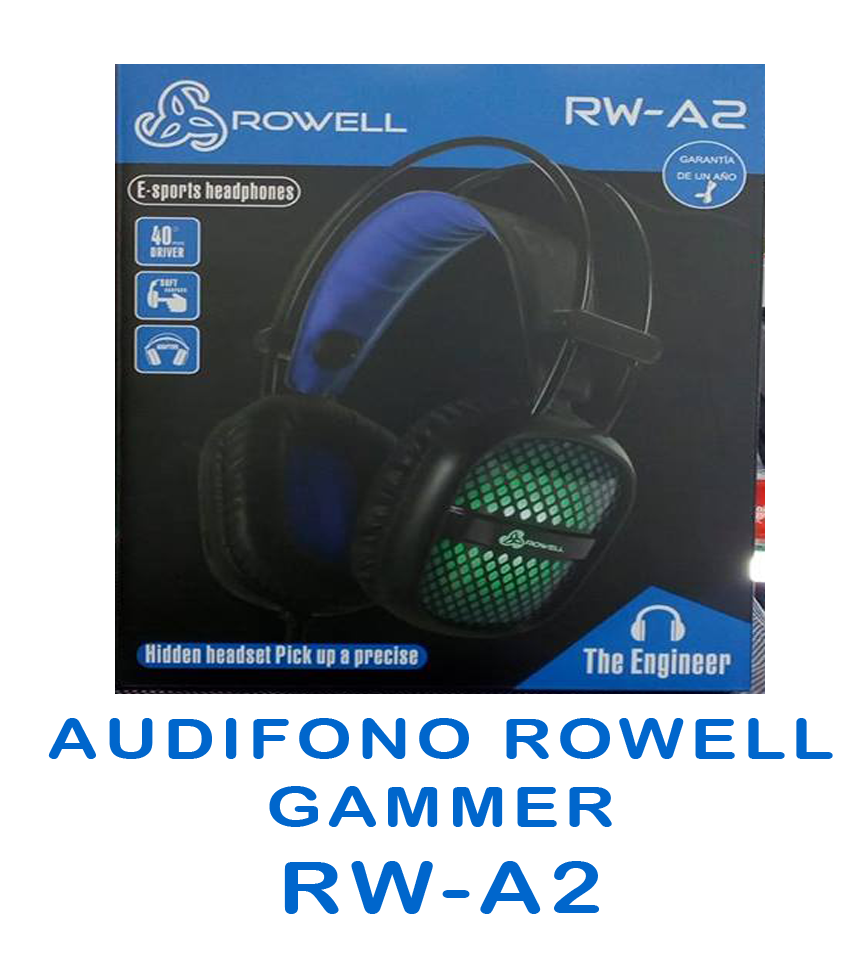 ROWELL
RW-A2
GARANTÍA
DE UN AÑO
E-sports headphones
40
DRIVER
SOFT
ROWELL
Hidden headset Pick up a precise
The Engineer
AUDIFONO ROWELL
GAMMER
RW-A2